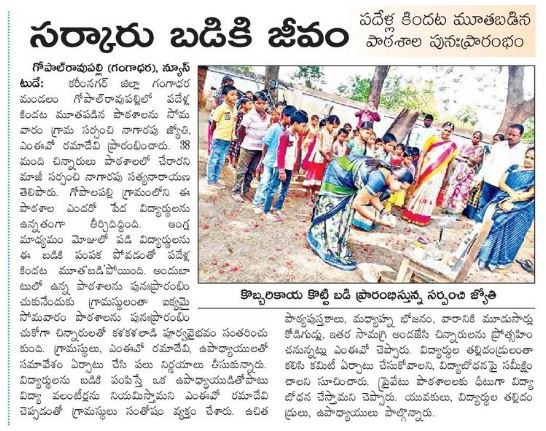 సర్కారు బడికి జీవం
పదేళ్ల కిందట మూతబడిన
పాఠశాల పునఃప్రారంభం
గోపాల్‌రావుపల్లి (గంగాధర), న్యూస్
టుడే: కరీంనగర్ జిల్లా గంగాధర
మండలం గోపాల్‌రావుపల్లిలో పదేళ్ల
కిందట మూతపడిన పాఠశాలను సోమ
వారం గ్రామ సర్పంచి నాగారపు జ్యోతి,
ఎంఈవో రమాదేవి ప్రారంభించారు. 38
మంది చిన్నారులు పాఠశాలలో చేరారని
మాజీ సర్పంచి నాగారపు సత్యనారాయణ
తెలిపారు. గోపాలపల్లి గ్రామంలోని ఈ
పాఠశాల ఎందరో పేద విద్యార్థులను
ఉన్నతంగా తీర్చిదిద్దింది. ఆంగ్ల
మాధ్యమం మోజులో పడి విద్యార్థులను
ఈ బడికి పంపక పోవడంతో పదేళ్ల
కిందట మూత'బడి'పోయింది. అందుబా
టులో ఉన్న పాఠశాలను పునఃప్రారంభిం
చుకునేందుకు గ్రామస్థులంతా ఐక్యమై
సోమవారం పాఠశాలను పునఃప్రారంభిం
చుకోగా చిన్నారులతో కళకళలాడి పూర్వవైభవం సంతరించు
కుంది. గ్రామస్థులు, ఎంఈవో రమాదేవి, ఉపాధ్యాయులతో
సమావేశం ఏర్పాటు చేసి పలు నిర్ణయాలు తీసుకున్నారు.
విద్యార్థులను బడికి పంపిస్తే ఒక ఉపాధ్యాయుడితోపాటు
విద్యా వలంటీర్లను నియమిస్తామని ఎంఈవో రమాదేవి
చెప్పడంతో గ్రామస్థులు సంతోషం వ్యక్తం చేశారు. ఉచిత
కొబ్బరికాయ కొట్టి బడి ప్రారంభిస్తున్న సర్పంచి జ్యోతి
పాఠ్యపుస్తకాలు, మధ్యాహ్న భోజనం, వారానికి మూడుసార్లు
కోడిగుడ్లు, ఇతర సామగ్రి అందజేసి చిన్నారులను ప్రోత్సహిం
చనున్నట్లు ఎంఈవో చెప్పారు. విద్యార్థుల తల్లిదండ్రులంతా
కలిసి కమిటీ ఏర్పాటు చేసుకోవాలని, విద్యాబోధనపై సమీక్షిం
చాలని సూచించారు. ప్రైవేటు పాఠశాలలకు ధీటుగా విద్యా
బోధన చేస్తామని చెప్పారు. యువకులు, విద్యార్థుల తల్లిదం
డ్రులు, ఉపాధ్యాయులు పాల్గొన్నారు.